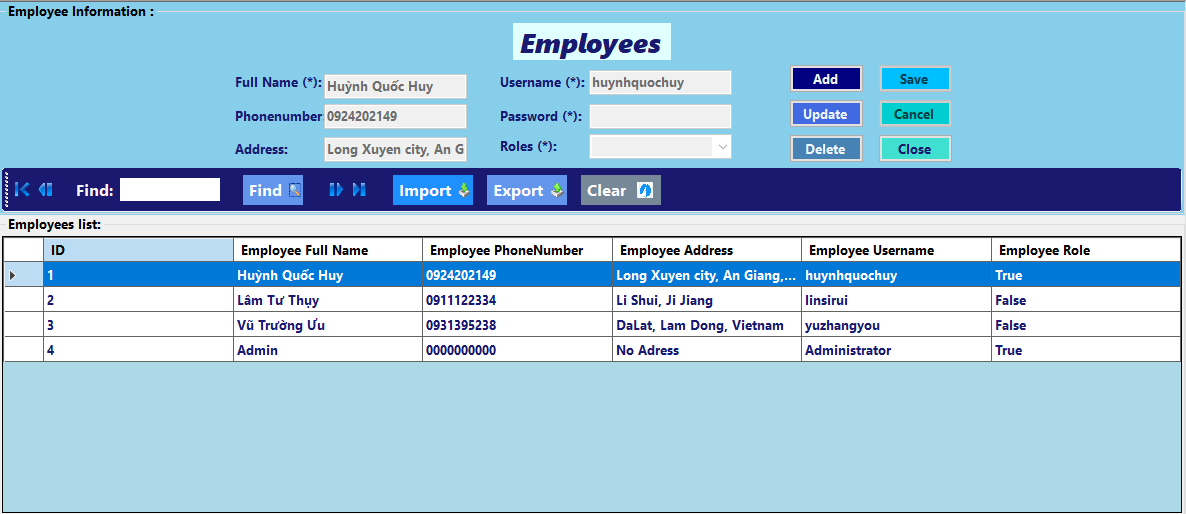 Employee Information :
Employees
Full Name (*): Huỳnh Quốc Huy Username (*): huynhquochuy Add Save
Phonenumber 0924202149 Password (*): Update Cancel
Address: Long Xuyen city, An G Roles (*): Delete Close
Find: Find Import Export Clear
Employees list:
ID Employee Full Name Employee PhoneNumber Employee Address Employee Username Employee Role
1 Huỳnh Quốc Huy 0924202149 Long Xuyen city, An Giang,... huynhquochuy True
2 Lâm Tư Thụy 0911122334 Li Shui, Ji Jiang linsirui False
3 Vũ Trường Ưu 0931395238 DaLat, Lam Dong, Vietnam yuzhangyou False
4 Admin 0000000000 No Adress Administrator True